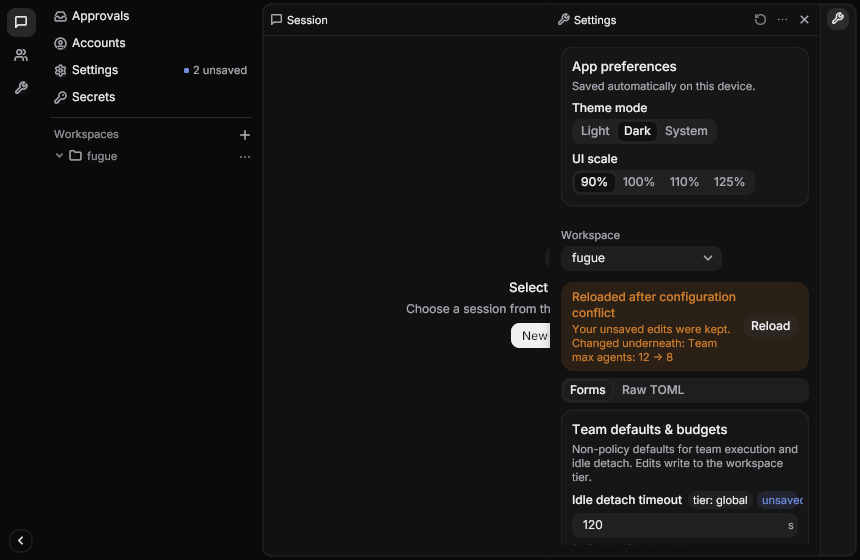 Approvals
Accounts
Settings
2 unsaved
Secrets
Workspaces
fugue
Session
Select
Choose a session from th
New
Settings
App preferences
Saved automatically on this device.
Theme mode
Light Dark System
UI scale
90% 100% 110% 125%
Workspace
fugue
Reloaded after configuration
conflict
Your unsaved edits were kept.
Changed underneath: Team
max agents: 12 → 8
Reload
Forms Raw TOML
Team defaults & budgets
Non-policy defaults for team execution and
idle detach. Edits write to the workspace
tier.
Idle detach timeout tier: global unsaved
120 s